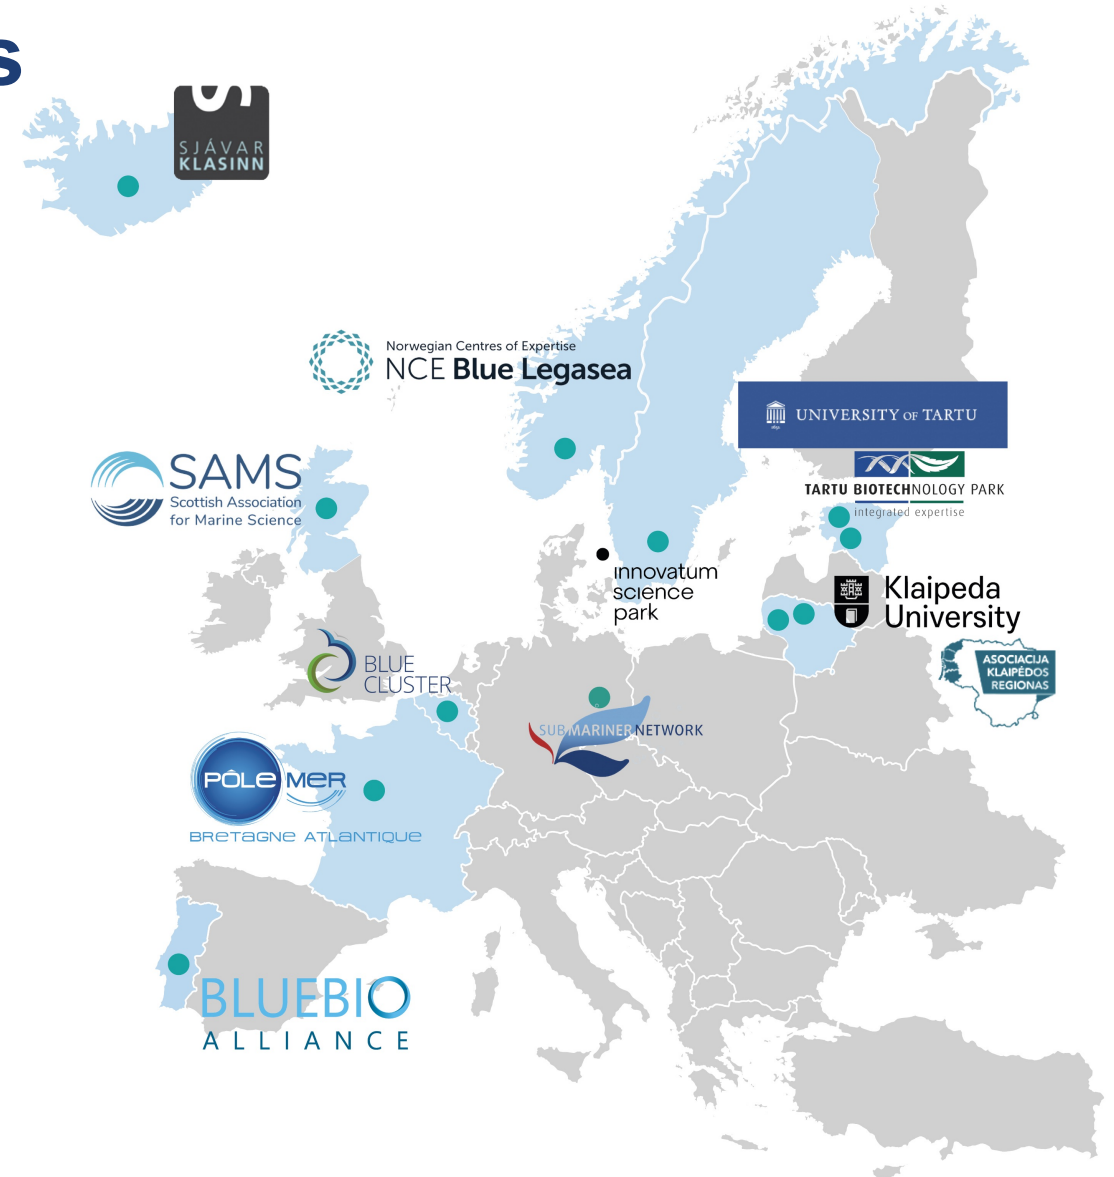 s
SJÁVAR
KLASINN
Norwegian Centres of Expertise
NCE Blue Legasea
UNIVERSITY OF TARTU
TARTU BIOTECHNOLOGY PARK
integrated expertise
SAMS
Scottish Association
for Marine Science
innovatum
science
park
Klaipeda
University
ASOCIACIJA
KLAIPĖDOS
REGIONAS
BLUE
CLUSTER
SUBMARINER NETWORK
PÔLE MER
BRETAGNE ATLANTIQUE
BLUEBIO
ALLIANCE